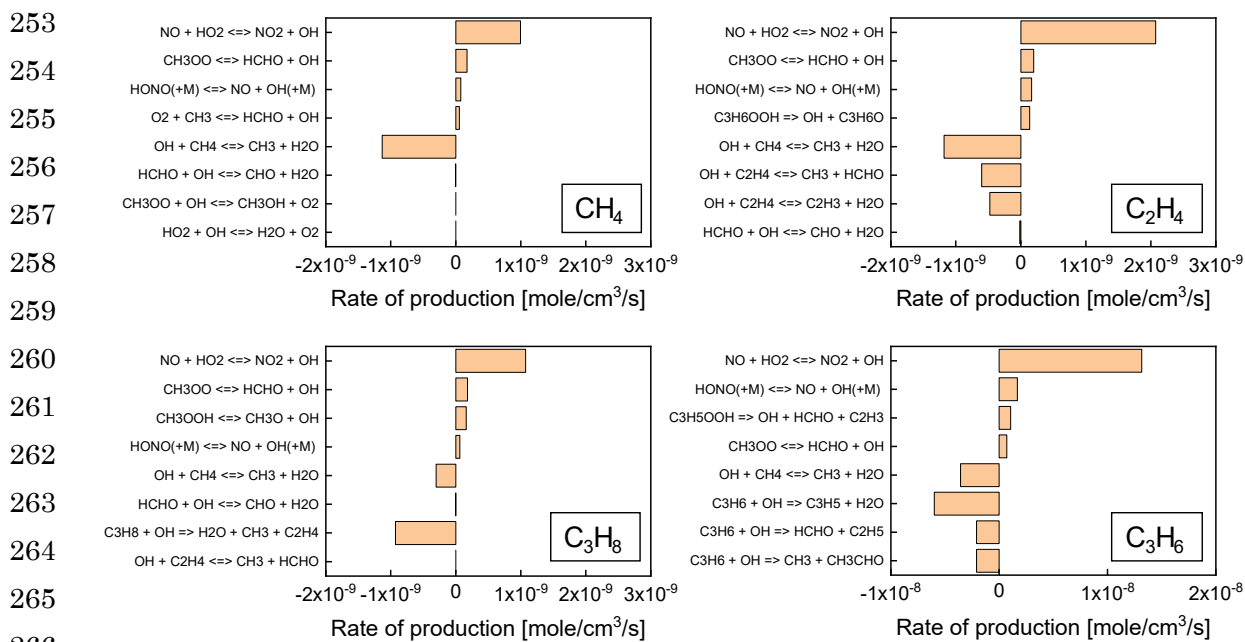 253
254
255
256
257
258
259
260
261
262
263
264
265
NO + HO2 <=> NO2 + OH
CH3OO <=> HCHO + OH
HONO(+M) <=> NO + OH(+M)
O2 + CH3 <=> HCHO + OH
OH + CH4 <=> CH3 + H2O
HCHO + OH <=> CHO + H2O
CH3OO + OH <=> CH3OH + O2
HO2 + OH <=> H2O + O2
CH₄
-2x10⁻⁹ -1x10⁻⁹ 0 1x10⁻⁹ 2x10⁻⁹ 3x10⁻⁹
Rate of production [mole/cm³/s]
NO + HO2 <=> NO2 + OH
CH3OO <=> HCHO + OH
HONO(+M) <=> NO + OH(+M)
C3H6OOH => OH + C3H6O
OH + CH4 <=> CH3 + H2O
OH + C2H4 <=> CH3 + HCHO
OH + C2H4 <=> C2H3 + H2O
HCHO + OH <=> CHO + H2O
C₂H₄
-2x10⁻⁹ -1x10⁻⁹ 0 1x10⁻⁹ 2x10⁻⁹ 3x10⁻⁹
Rate of production [mole/cm³/s]
NO + HO2 <=> NO2 + OH
CH3OO <=> HCHO + OH
CH3OOH <=> CH3O + OH
HONO(+M) <=> NO + OH(+M)
OH + CH4 <=> CH3 + H2O
HCHO + OH <=> CHO + H2O
C3H8 + OH => H2O + CH3 + C2H4
OH + C2H4 <=> CH3 + HCHO
C₃H₈
-2x10⁻⁹ -1x10⁻⁹ 0 1x10⁻⁹ 2x10⁻⁹ 3x10⁻⁹
Rate of production [mole/cm³/s]
NO + HO2 <=> NO2 + OH
HONO(+M) <=> NO + OH(+M)
C3H5OOH => OH + HCHO + C2H3
CH3OO <=> HCHO + OH
OH + CH4 <=> CH3 + H2O
C3H6 + OH => C3H5 + H2O
C3H6 + OH => HCHO + C2H5
C3H6 + OH => CH3 + CH3CHO
C₃H₆
-1x10⁻⁸ 0 1x10⁻⁸ 2x10⁻⁸
Rate of production [mole/cm³/s]